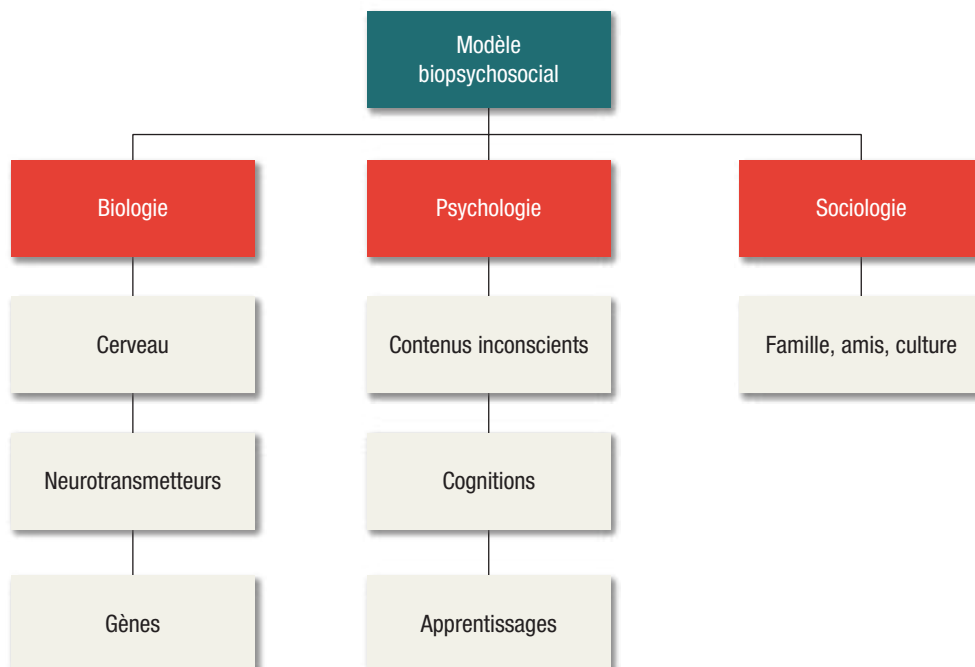 Modèle
biopsychosocial
Biologie
Psychologie
Sociologie
Cerveau
Contenus inconscients
Famille, amis, culture
Neurotransmetteurs
Cognitions
Gènes
Apprentissages